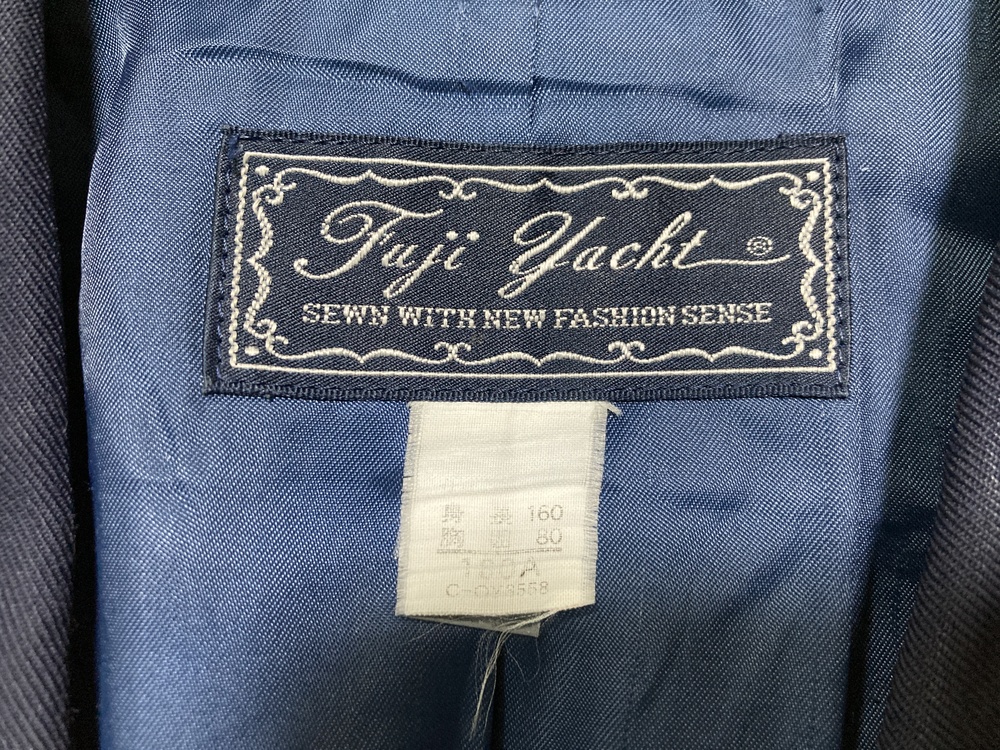 Fuji Yacht ®
SEWN WITH NEW FASHION SENSE
身 長 160
胸 囲 80
160A